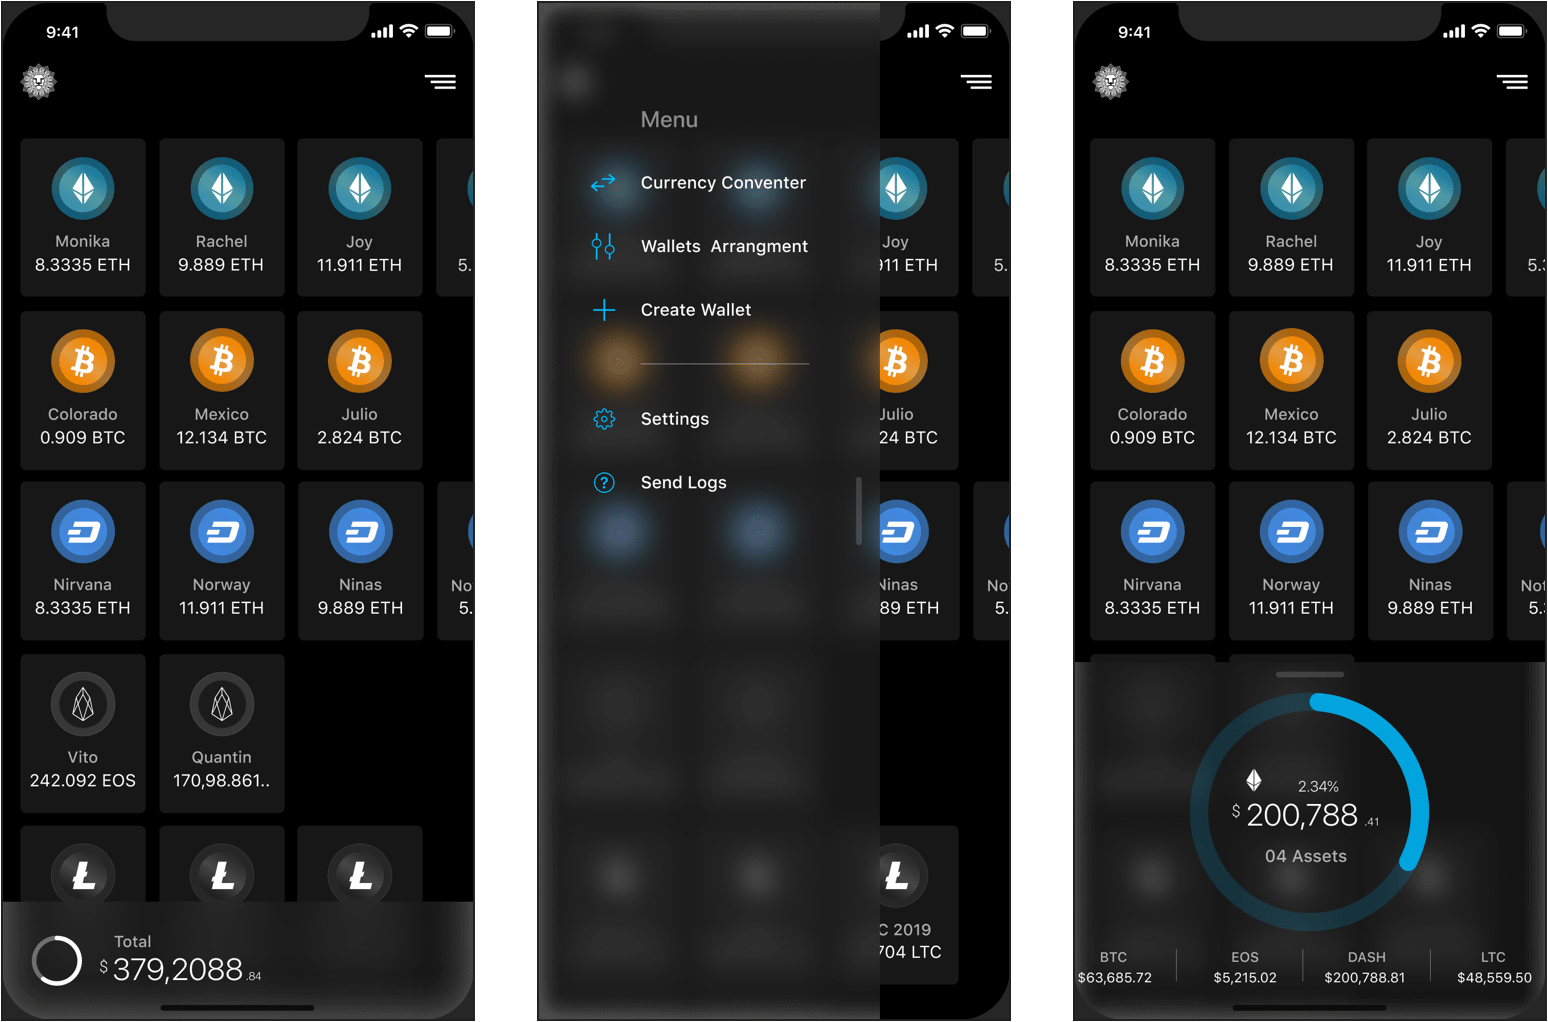 9:41
Monika
8.3335 ETH
Rachel
9.889 ETH
Joy
11.911 ETH
5.
Colorado
0.909 BTC
Mexico
12.134 BTC
Julio
2.824 BTC
Nirvana
8.3335 ETH
Norway
11.911 ETH
Ninas
9.889 ETH
No
5.
Vito
242.092 EOS
Quantin
170,98.861..
Total
$ 379,2088 .84
Menu
Currency Conventer
Wallets Arrangment
Create Wallet
Settings
? Send Logs
Joy
911 ETH
5.
Julio
24 BTC
Ninas
89 ETH
No
5.
C 2019
704 LTC
9:41
Monika
8.3335 ETH
Rachel
9.889 ETH
Joy
11.911 ETH
5.
Colorado
0.909 BTC
Mexico
12.134 BTC
Julio
2.824 BTC
Nirvana
8.3335 ETH
Norway
11.911 ETH
Ninas
9.889 ETH
Not
5.
2.34%
$ 200,788 .41
04 Assets
BTC
$63,685.72
EOS
$5,215.02
DASH
$200,788.81
LTC
$48,559.50